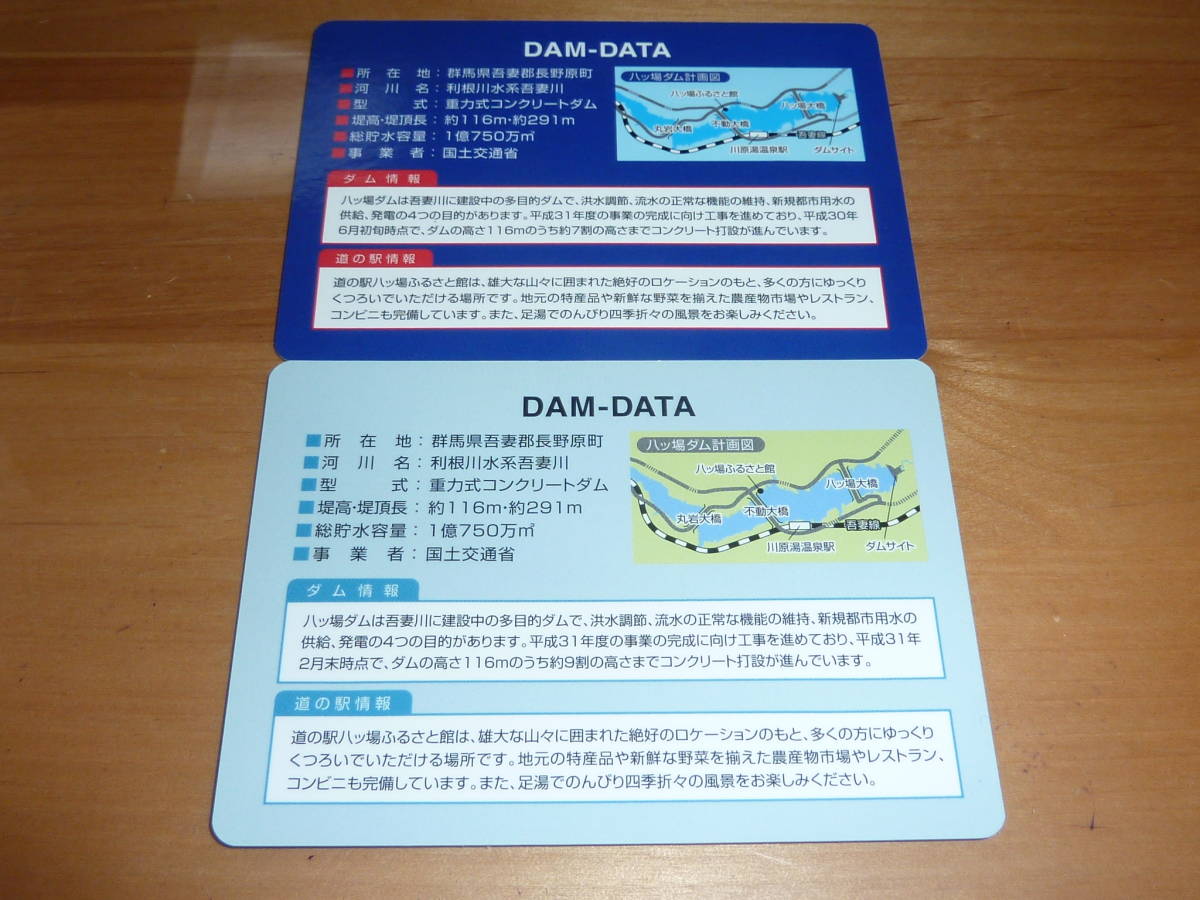 DAM-DATA
■所在地：群馬県吾妻郡長野原町
■河川名：利根川水系吾妻川
■型式：重力式コンクリートダム
■堤高・堤頂長：約116m・約291m
■総貯水容量：1億750万㎥
■事業者：国土交通省
八ッ場ダム計画図
八ッ場ふるさと館
八ッ場大橋
丸岩大橋
不動大橋
吾妻線
川原湯温泉駅
ダムサイト
ダム情報
八ッ場ダムは吾妻川に建設中の多目的ダムで、洪水調節、流水の正常な機能の維持、新規都市用水の
供給、発電の4つの目的があります。平成31年度の事業の完成に向け工事を進めており、平成30年
6月初旬時点で、ダムの高さ116mのうち約7割の高さまでコンクリート打設が進んでいます。
道の駅情報
道の駅八ッ場ふるさと館は、雄大な山々に囲まれた絶好のロケーションのもと、多くの方にゆっくり
くつろいでいただける場所です。地元の特産品や新鮮な野菜を揃えた農産物市場やレストラン、
コンビニも完備しています。また、足湯でのんびり四季折々の風景をお楽しみください。
DAM-DATA
■所在地：群馬県吾妻郡長野原町
■河川名：利根川水系吾妻川
■型式：重力式コンクリートダム
■堤高・堤頂長：約116m・約291m
■総貯水容量：1億750万㎥
■事業者：国土交通省
八ッ場ダム計画図
八ッ場ふるさと館
八ッ場大橋
丸岩大橋
不動大橋
吾妻線
川原湯温泉駅
ダムサイト
ダム情報
八ッ場ダムは吾妻川に建設中の多目的ダムで、洪水調節、流水の正常な機能の維持、新規都市用水の
供給、発電の4つの目的があります。平成31年度の事業の完成に向け工事を進めており、平成31年
2月末時点で、ダムの高さ116mのうち約9割の高さまでコンクリート打設が進んでいます。
道の駅情報
道の駅八ッ場ふるさと館は、雄大な山々に囲まれた絶好のロケーションのもと、多くの方にゆっくり
くつろいでいただける場所です。地元の特産品や新鮮な野菜を揃えた農産物市場やレストラン、
コンビニも完備しています。また、足湯でのんびり四季折々の風景をお楽しみください。